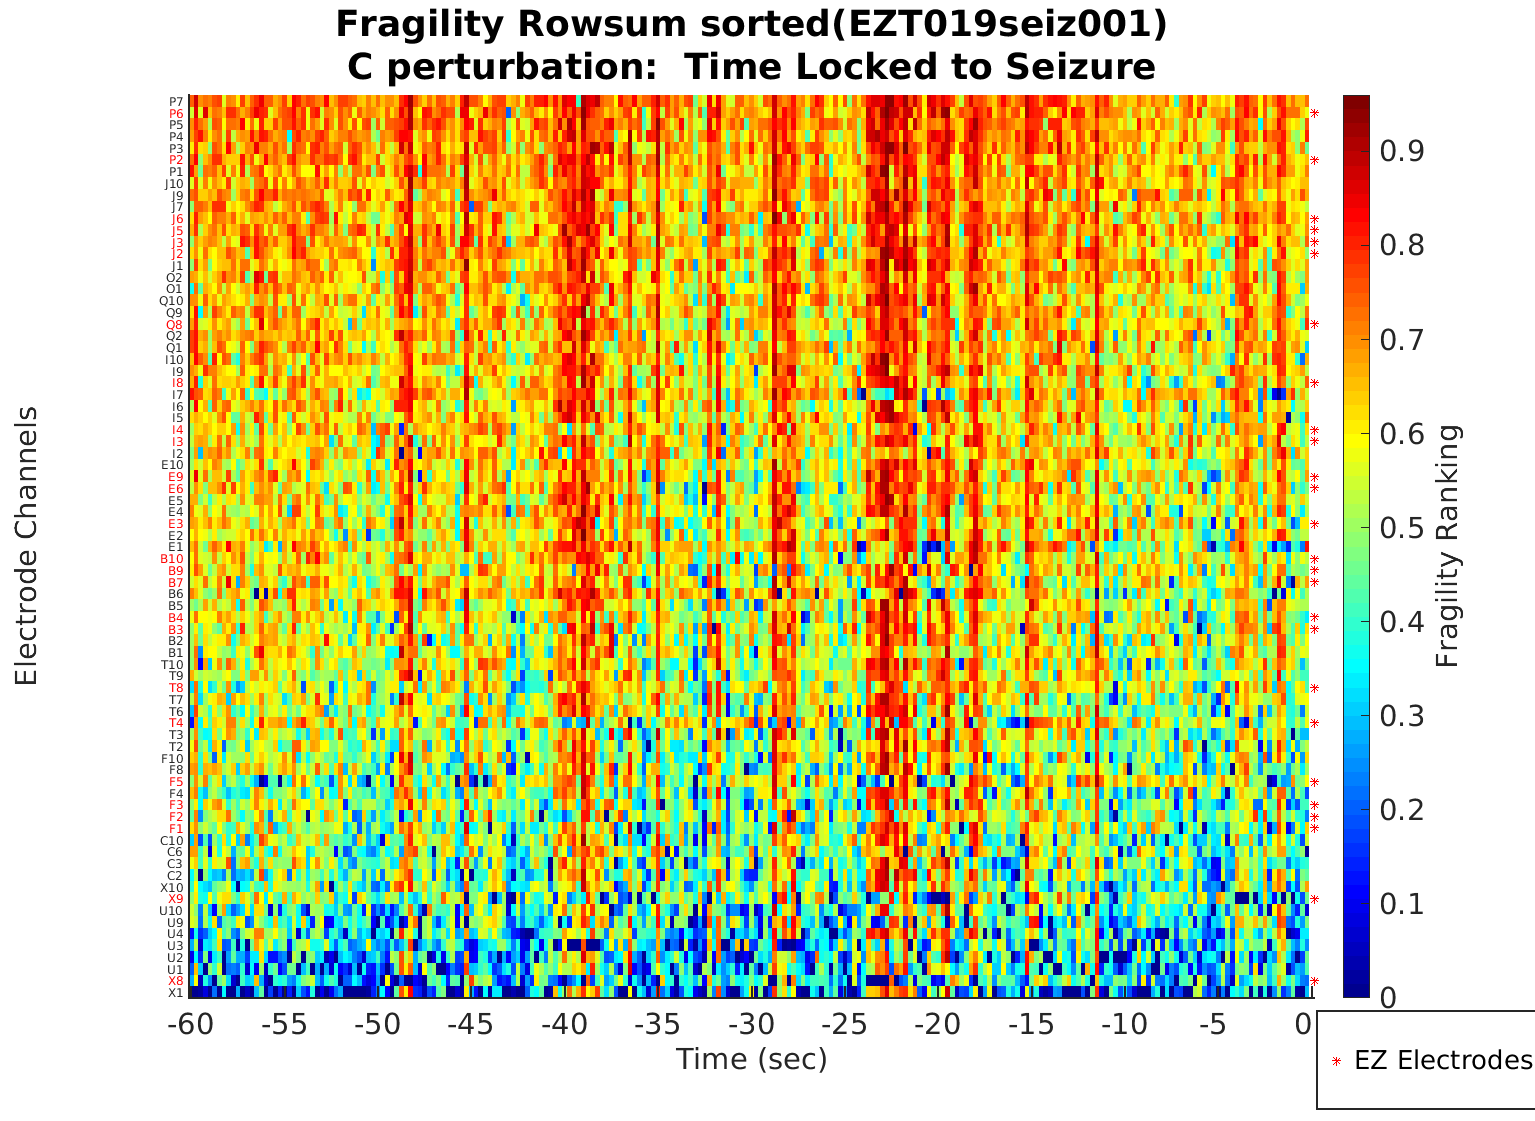 Fragility Rowsum sorted(EZT019seiz001)
C perturbation:  Time Locked to Seizure
Electrode Channels
P7
P6
P5
P4
P3
P2
P1
J10
J9
J7
J6
J5
J3
J2
J1
O2
O1
Q10
Q9
Q8
Q2
Q1
I10
I9
I8
I7
I6
I5
I4
I3
I2
E10
E9
E6
E5
E4
E3
E2
E1
B10
B9
B7
B6
B5
B4
B3
B2
B1
T10
T9
T8
T7
T6
T4
T3
T2
F10
F8
F5
F4
F3
F2
F1
C10
C6
C3
C2
X10
X9
U10
U9
U4
U3
U2
U1
X8
X1
-60 -55 -50 -45 -40 -35 -30 -25 -20 -15 -10 -5 0
Time (sec)
0.9
0.8
0.7
0.6
0.5
0.4
0.3
0.2
0.1
0
Fragility Ranking
EZ Electrodes